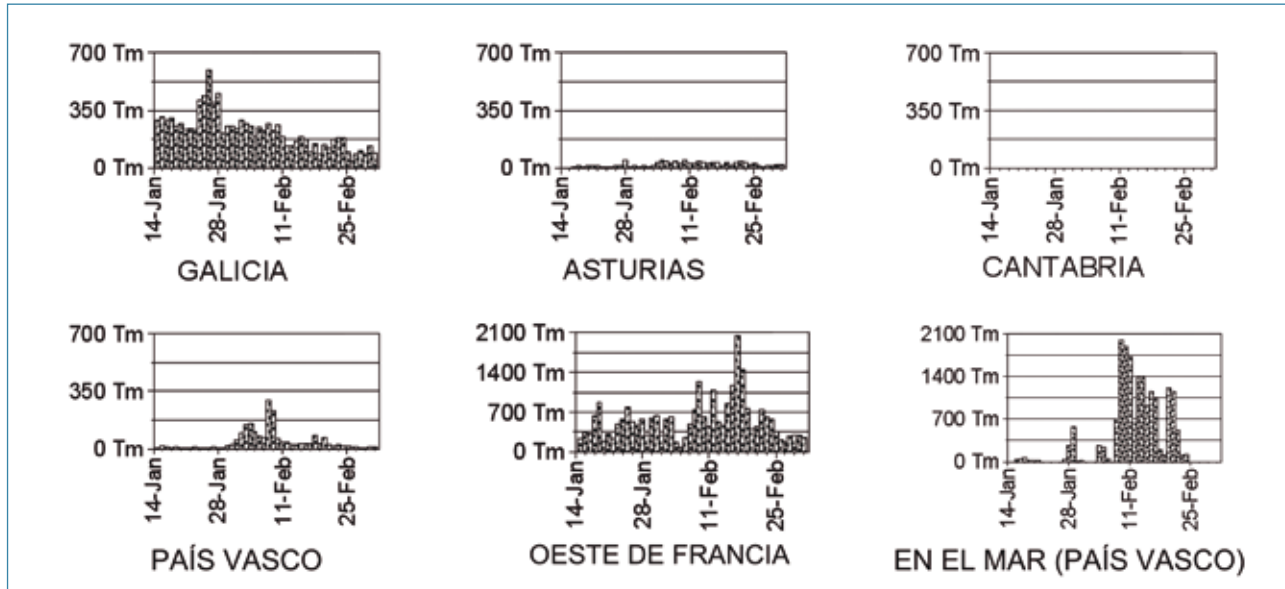 700 Tm
350 Tm
0 Tm
14-Jan
28-Jan
11-Feb
25-Feb
GALICIA
700 Tm
350 Tm
0 Tm
14-Jan
28-Jan
11-Feb
25-Feb
ASTURIAS
700 Tm
350 Tm
0 Tm
14-Jan
28-Jan
11-Feb
25-Feb
CANTABRIA
700 Tm
350 Tm
0 Tm
14-Jan
28-Jan
11-Feb
25-Feb
PAÍS VASCO
2100 Tm
1400 Tm
700 Tm
0 Tm
14-Jan
28-Jan
11-Feb
25-Feb
OESTE DE FRANCIA
2100 Tm
1400 Tm
700 Tm
0 Tm
14-Jan
28-Jan
11-Feb
25-Feb
EN EL MAR (PAÍS VASCO)